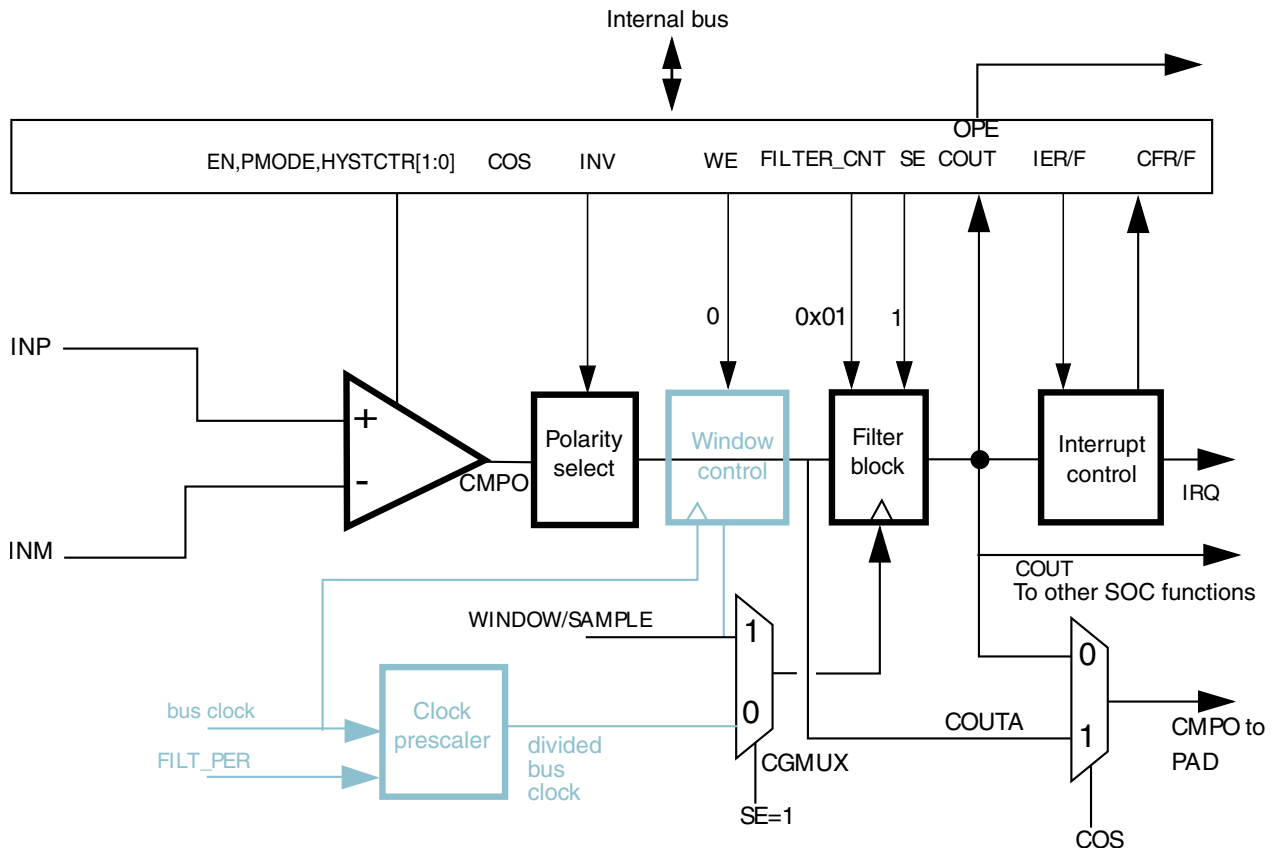 Internal bus
OPE
EN,PMODE,HYSTCTR[1:0] COS INV WE FILTER_CNT SE COUT IER/F CFR/F
0 0x01 1
INP
+
-
INM
CMPO
Polarity
select
Window
control
Filter
block
Interrupt
control
IRQ
COUT
To other SOC functions
WINDOW/SAMPLE
1
0
CGMUX
SE=1
bus clock
FILT_PER
Clock
prescaler
divided
bus
clock
COUTA
0
1
COS
CMPO to
PAD